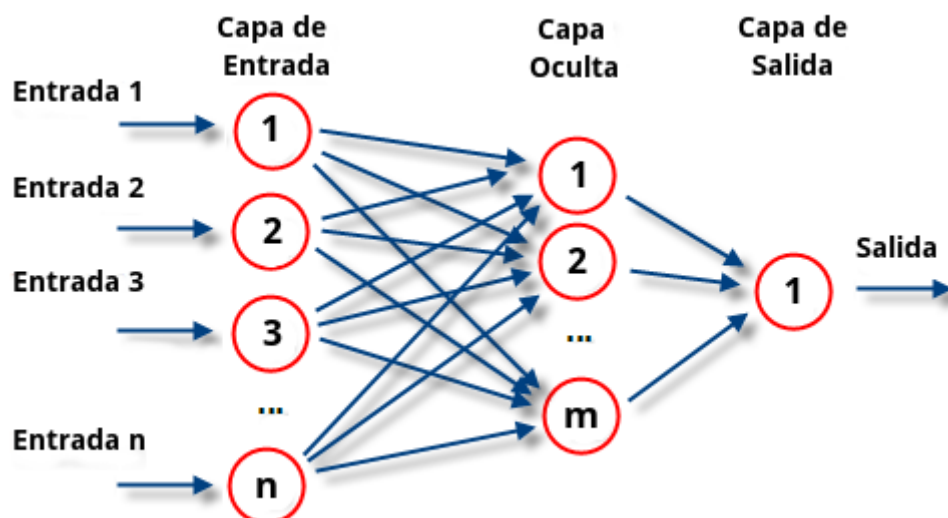 Capa de
Entrada
Capa
Oculta
Capa de
Salida
Entrada 1
1
Entrada 2
2
Entrada 3
3
...
Entrada n
n
1
2
...
m
1
Salida